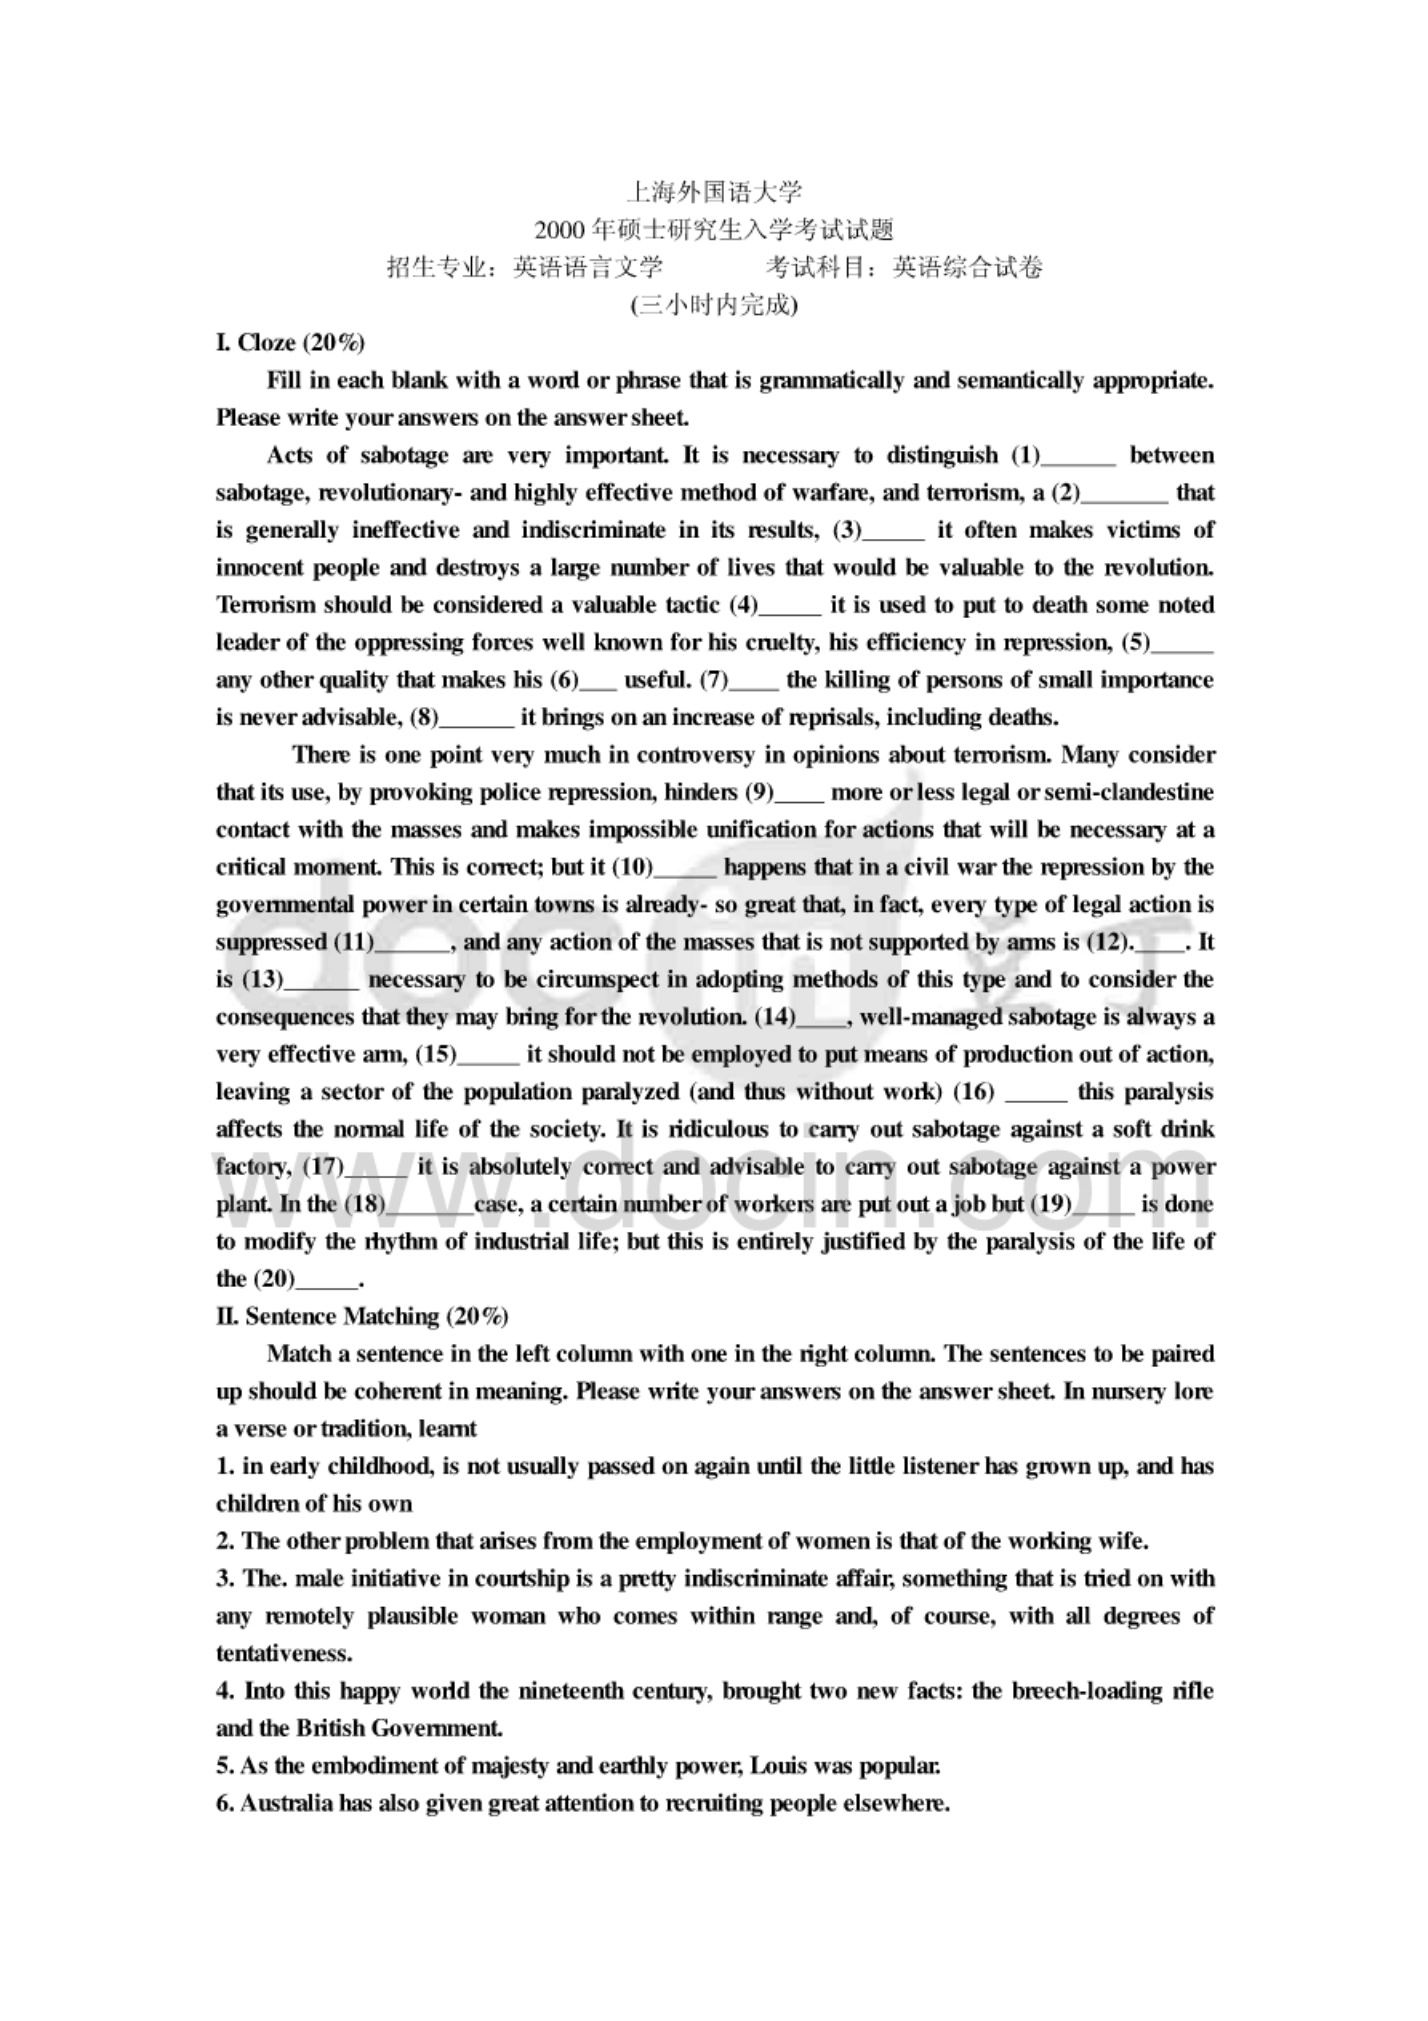 上海外国语大学
2000 年硕士研究生入学考试试题
招生专业：英语语言文学 考试科目：英语综合试卷
(三小时内完成)
I. Cloze (20%)
Fill in each blank with a word or phrase that is grammatically and semantically appropriate.
Please write your answers on the answer sheet.
Acts of sabotage are very important. It is necessary to distinguish (1)______ between
sabotage, revolutionary- and highly effective method of warfare, and terrorism, a (2)_______ that
is generally ineffective and indiscriminate in its results, (3)_____ it often makes victims of
innocent people and destroys a large number of lives that would be valuable to the revolution.
Terrorism should be considered a valuable tactic (4)_____ it is used to put to death some noted
leader of the oppressing forces well known for his cruelty, his efficiency in repression, (5)_____
any other quality that makes his (6)___ useful. (7)____ the killing of persons of small importance
is never advisable, (8)______ it brings on an increase of reprisals, including deaths.
There is one point very much in controversy in opinions about terrorism. Many consider
that its use, by provoking police repression, hinders (9)____ more or less legal or semi-clandestine
contact with the masses and makes impossible unification for actions that will be necessary at a
critical moment. This is correct; but it (10)_____ happens that in a civil war the repression by the
governmental power in certain towns is already- so great that, in fact, every type of legal action is
suppressed (11)______, and any action of the masses that is not supported by arms is (12).____. It
is (13)______ necessary to be circumspect in adopting methods of this type and to consider the
consequences that they may bring for the revolution. (14)____, well-managed sabotage is always a
very effective arm, (15)_____ it should not be employed to put means of production out of action,
leaving a sector of the population paralyzed (and thus without work) (16) _____ this paralysis
affects the normal life of the society. It is ridiculous to carry out sabotage against a soft drink
factory, (17)_____ it is absolutely correct and advisable to carry out sabotage against a power
plant. In the (18)_______case, a certain number of workers are put out a job but (19)_____ is done
to modify the rhythm of industrial life; but this is entirely justified by the paralysis of the life of
the (20)_____.
II. Sentence Matching (20%)
Match a sentence in the left column with one in the right column. The sentences to be paired
up should be coherent in meaning. Please write your answers on the answer sheet. In nursery lore
a verse or tradition, learnt
1. in early childhood, is not usually passed on again until the little listener has grown up, and has
children of his own
2. The other problem that arises from the employment of women is that of the working wife.
3. The. male initiative in courtship is a pretty indiscriminate affair, something that is tried on with
any remotely plausible woman who comes within range and, of course, with all degrees of
tentativeness.
4. Into this happy world the nineteenth century, brought two new facts: the breech-loading rifle
and the British Government.
5. As the embodiment of majesty and earthly power, Louis was popular.
6. Australia has also given great attention to recruiting people elsewhere.
docin 豆丁
www.docin.com